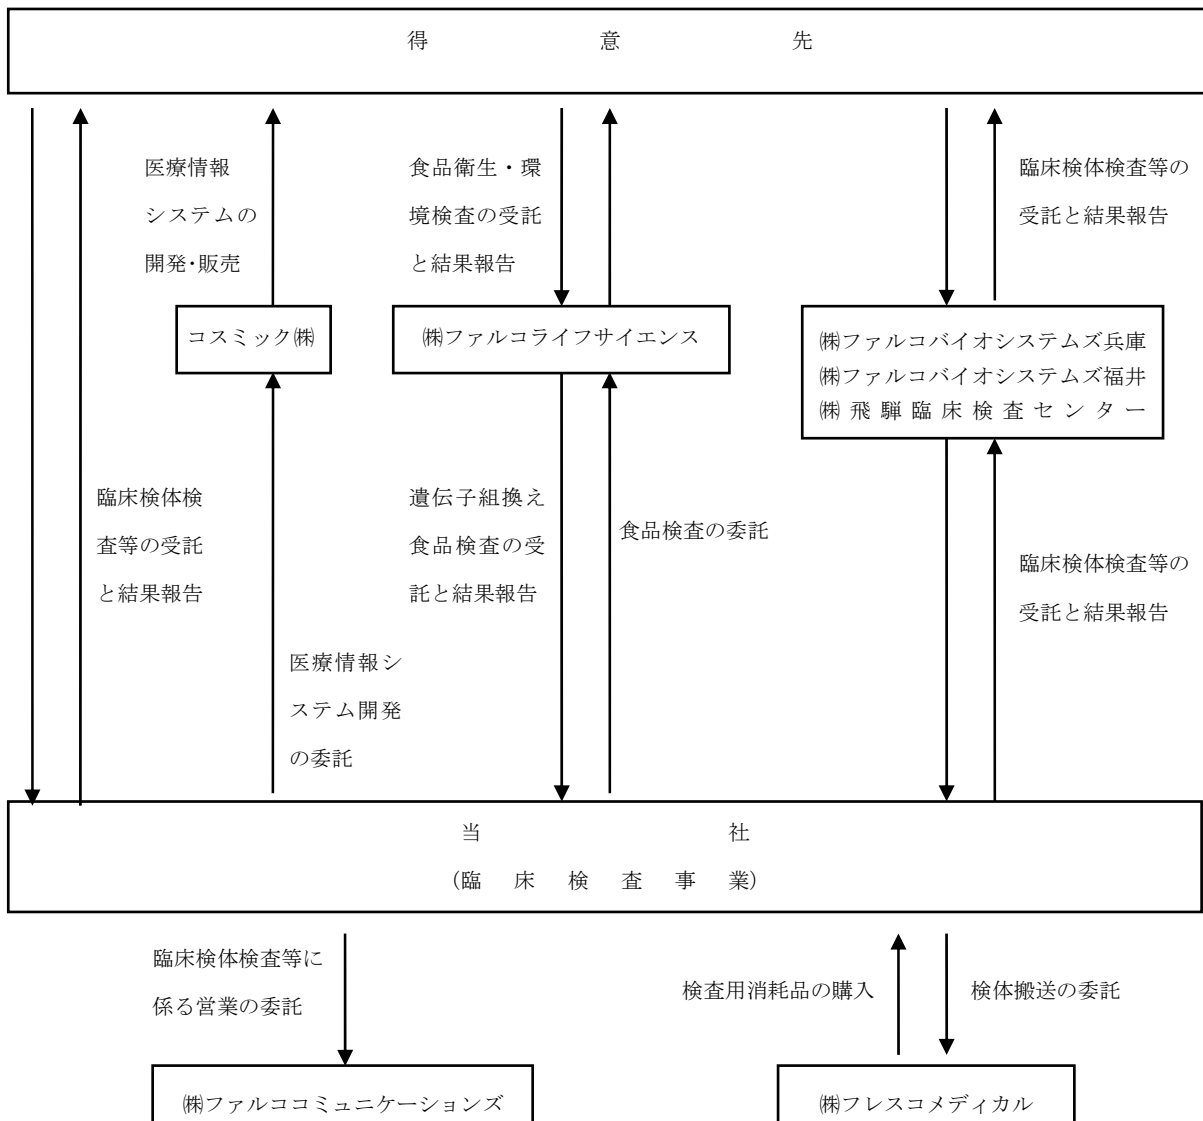 得意先
医療情報
システムの
開発・販売
食品衛生・環
境検査の受託
と結果報告
臨床検体検査等の
受託と結果報告
コスミック㈱
㈱ファルコライフサイエンス
㈱ファルコバイオシステムズ兵庫
㈱ファルコバイオシステムズ福井
㈱飛騨臨床検査センター
臨床検体検
査等の受託
と結果報告
遺伝子組換え
食品検査の受
託と結果報告
食品検査の委託
臨床検体検査等の
受託と結果報告
医療情報シ
ステム開発
の委託
当社
(臨床検査事業)
臨床検体検査等に
係る営業の委託
検査用消耗品の購入
検体搬送の委託
㈱ファルココミュニケーションズ
㈱フレスコメディカル